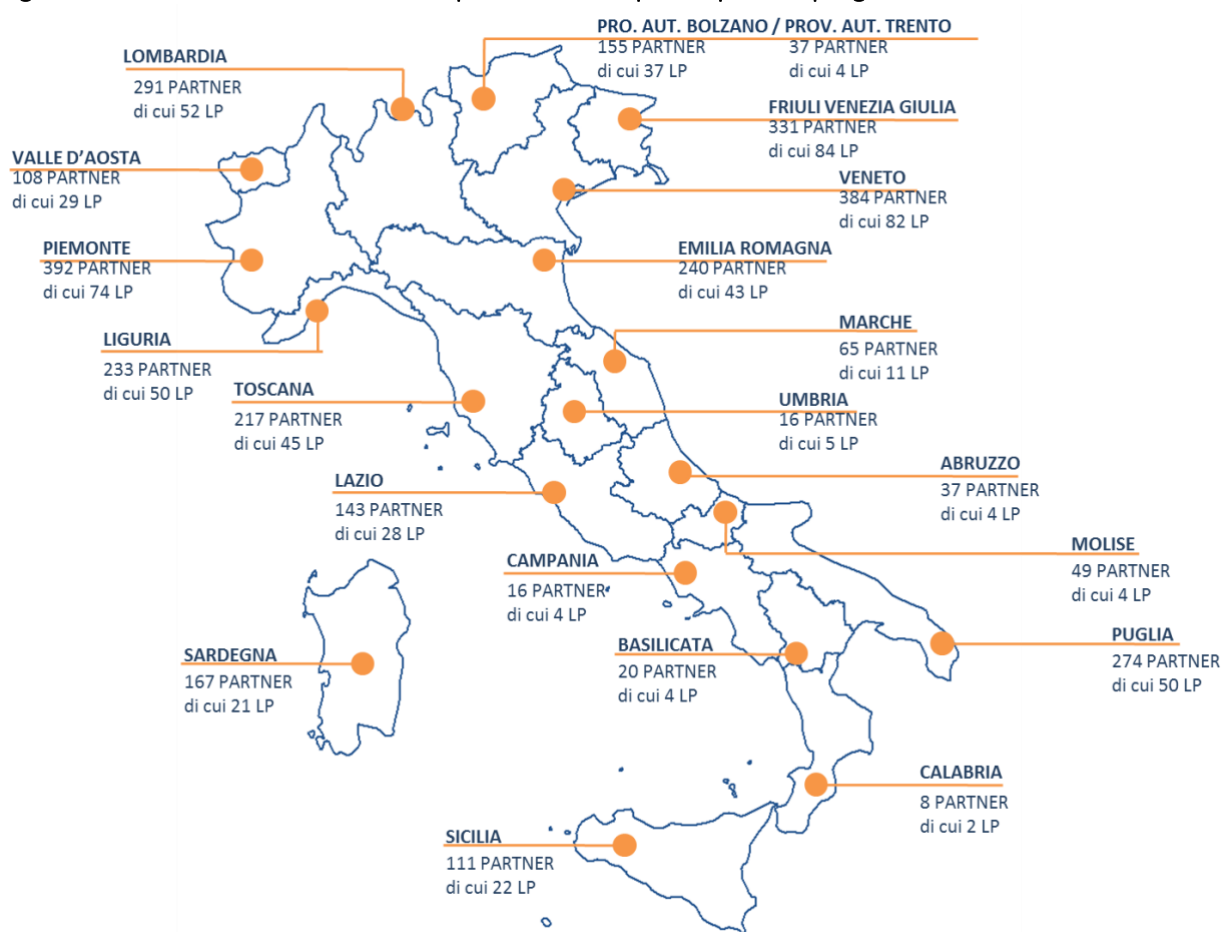 PRO. AUT. BOLZANO / PROV. AUT. TRENTO
155 PARTNER 37 PARTNER
di cui 37 LP di cui 4 LP
LOMBARDIA
291 PARTNER
di cui 52 LP
FRIULI VENEZIA GIULIA
331 PARTNER
di cui 84 LP
VALLE D'AOSTA
108 PARTNER
di cui 29 LP
VENETO
384 PARTNER
di cui 82 LP
PIEMONTE
392 PARTNER
di cui 74 LP
EMILIA ROMAGNA
240 PARTNER
di cui 43 LP
LIGURIA
233 PARTNER
di cui 50 LP
MARCHE
65 PARTNER
di cui 11 LP
TOSCANA
217 PARTNER
di cui 45 LP
UMBRIA
16 PARTNER
di cui 5 LP
LAZIO
143 PARTNER
di cui 28 LP
ABRUZZO
37 PARTNER
di cui 4 LP
CAMPANIA
16 PARTNER
di cui 4 LP
MOLISE
49 PARTNER
di cui 4 LP
SARDEGNA
167 PARTNER
di cui 21 LP
BASILICATA
20 PARTNER
di cui 4 LP
PUGLIA
274 PARTNER
di cui 50 LP
CALABRIA
8 PARTNER
di cui 2 LP
SICILIA
111 PARTNER
di cui 22 LP